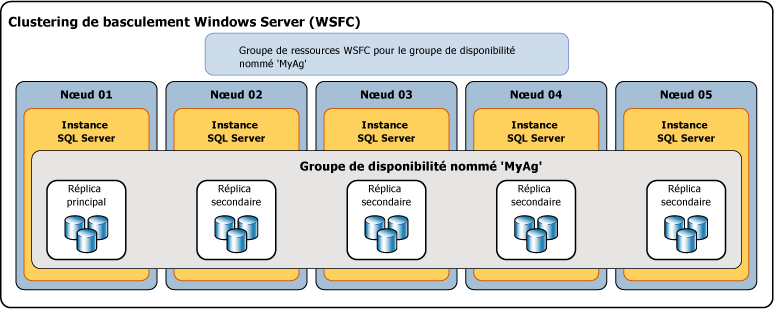 Clustering de basculement Windows Server (WSFC)
Groupe de ressources WSFC pour le groupe de disponibilité
nommé 'MyAg'
Nœud 01
Nœud 02
Nœud 03
Nœud 04
Nœud 05
Instance
SQL Server
Instance
SQL Server
Instance
SQL Server
Instance
SQL Server
Instance
SQL Server
Groupe de disponibilité nommé 'MyAg'
Réplica
principal
Réplica
secondaire
Réplica
secondaire
Réplica
secondaire
Réplica
secondaire